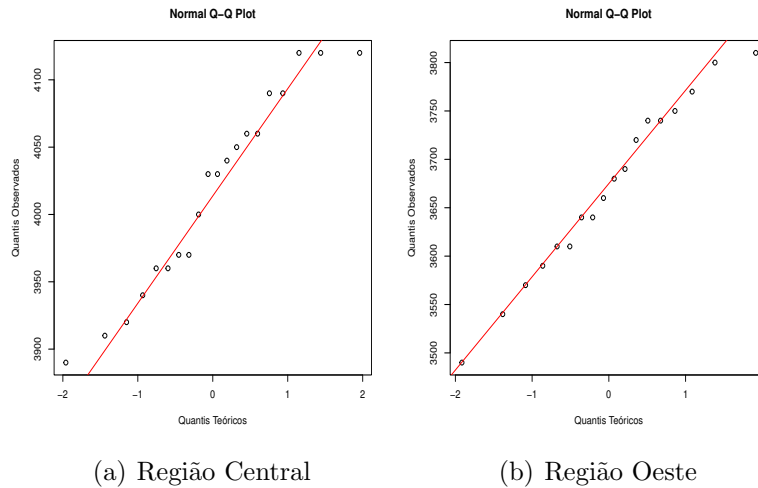 Normal Q−Q Plot
Quantis Observados
4100
4050
4000
3950
3900
−2 −1 0 1 2
Quantis Teóricos
(a) Região Central
Normal Q−Q Plot
Quantis Observados
3800
3750
3700
3650
3600
3550
3500
−2 −1 0 1
Quantis Teóricos
(b) Região Oeste